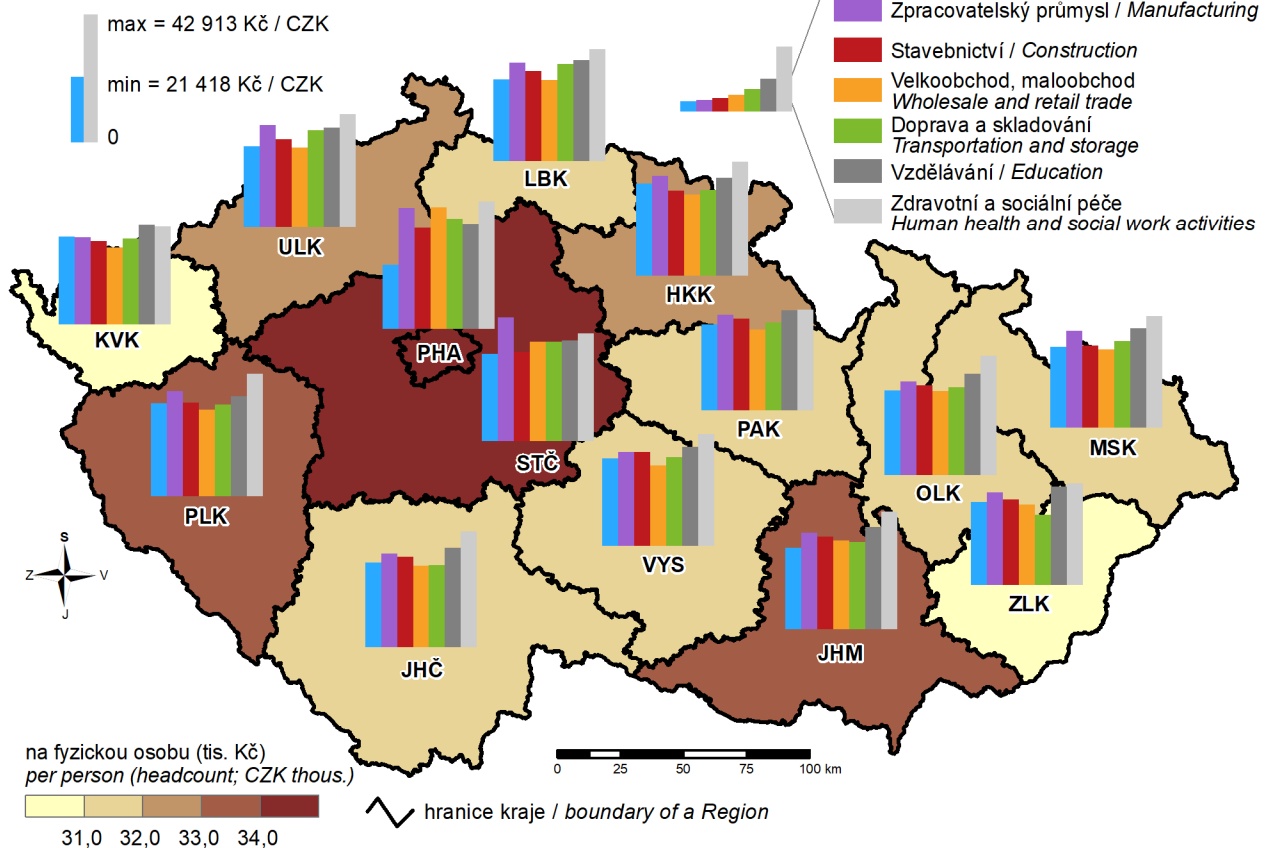 max = 42 913 Kč / CZK
min = 21 418 Kč / CZK
0
Zpracovatelský průmysl / Manufacturing
Stavebnictví / Construction
Velkoobchod, maloobchod
Wholesale and retail trade
Doprava a skladování
Transportation and storage
Vzdělávání / Education
Zdravotní a sociální péče
Human health and social work activities
LBK
ULK
HKK
KVK
PHA
PAK
MSK
STČ
OLK
PLK
VYS
ZLK
JHM
JHČ
S
Z
V
J
na fyzickou osobu (tis. Kč)
per person (headcount; CZK thous.)
31,0 32,0 33,0 34,0
0 25 50 75 100 km
hranice kraje / boundary of a Region